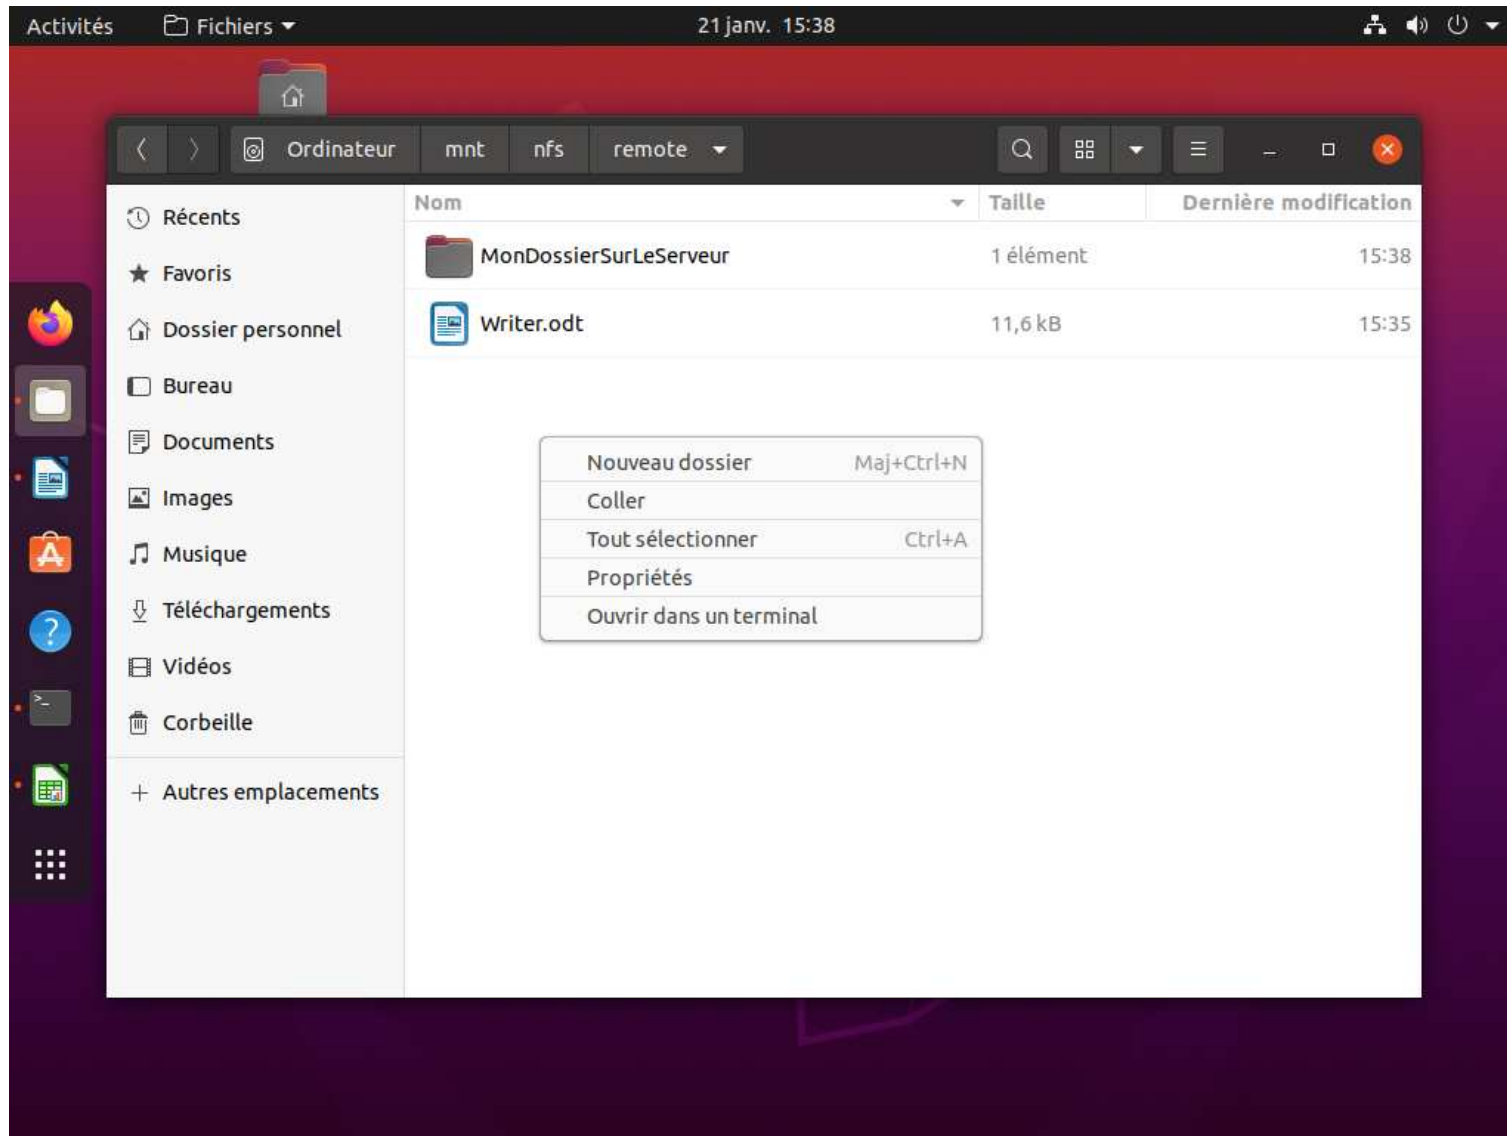 Activités Fichiers 21 janv. 15:38
Ordinateur mnt nfs remote
Récents
Favoris
Dossier personnel
Bureau
Documents
Images
Musique
Téléchargements
Vidéos
Corbeille
Autres emplacements
Nom Taille Dernière modification
MonDossierSurLeServeur 1 élément 15:38
Writer.odt 11,6 kB 15:35
Nouveau dossier Maj+Ctrl+N
Coller
Tout sélectionner Ctrl+A
Propriétés
Ouvrir dans un terminal